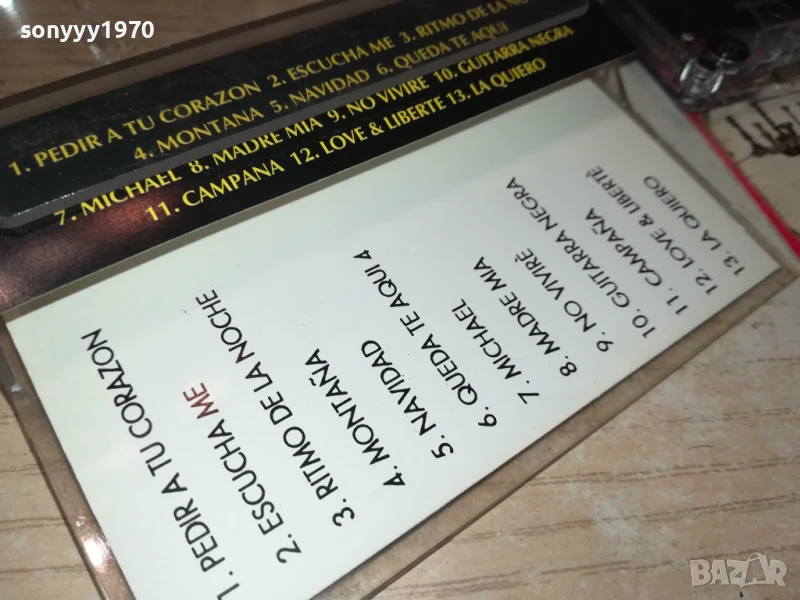 sonyyy1970
1. PEDIR A TU CORAZON 2. ESCUCHA ME 3. RITMO DE LA
4. MONTANA 5. NAVIDAD 6. QUEDA TE AQUI
7. MICHAEL 8. MADRE MIA 9. NO VIVIRE 10. GUITARRA NEGRA
11. CAMPANA 12. LOVE & LIBERTE 13. LA QUIERO
1. PEDIR A TU CORAZON
2. ESCUCHA ME
3. RITMO DE LA NOCHE
4. MONTAÑA
5. NAVIDAD
6. QUEDA TE AQUI 4
7. MICHAEL
8. MADRE MIA
9. NO VIVIRÈ
10. GUITARRA NEGRA
11. CAMPAÑA
12. LOVE & LIBERTÈ
13. LA QUIERO
BAZAR